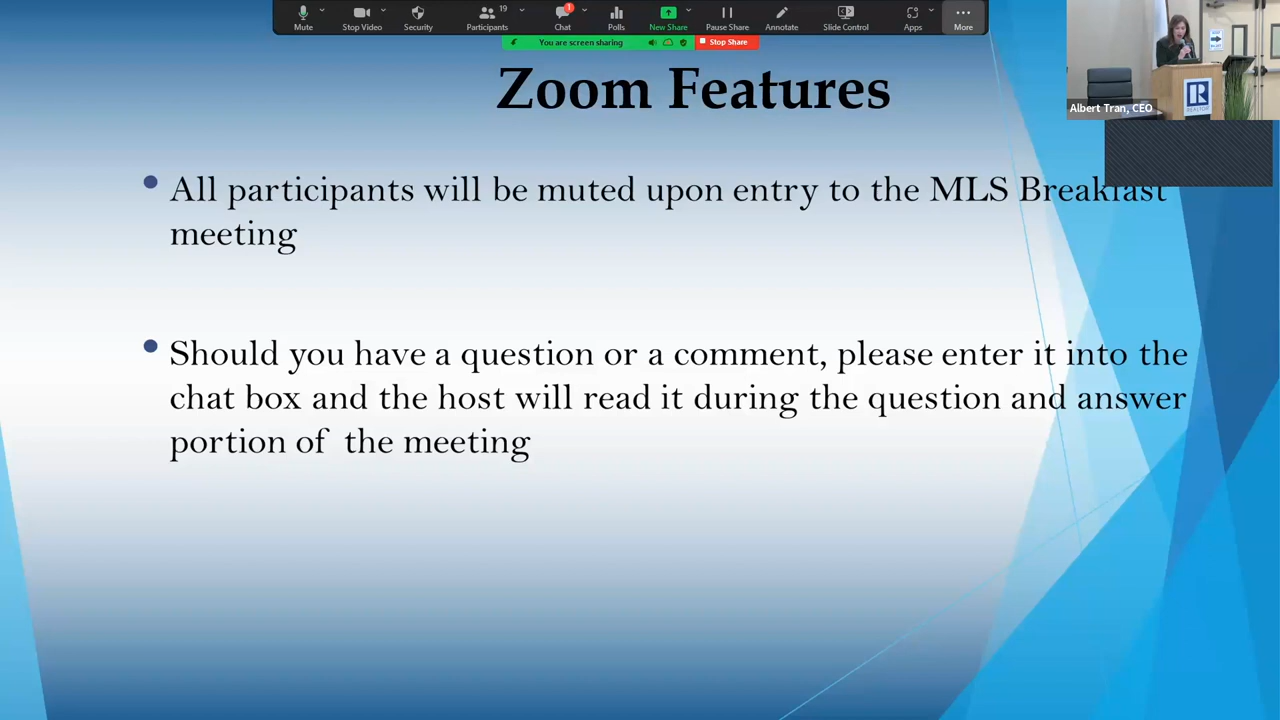 Mute
Stop Video
Security
Participants
19
Chat
1
Polls
New Share
Pause Share
Annotate
Slide Control
Apps
More
You are screen sharing
Stop Share
Albert Tran, CEO
R
REALTOR
Zoom Features
• All participants will be muted upon entry to the MLS Breakfast
meeting
• Should you have a question or a comment, please enter it into the
chat box and the host will read it during the question and answer
portion of the meeting